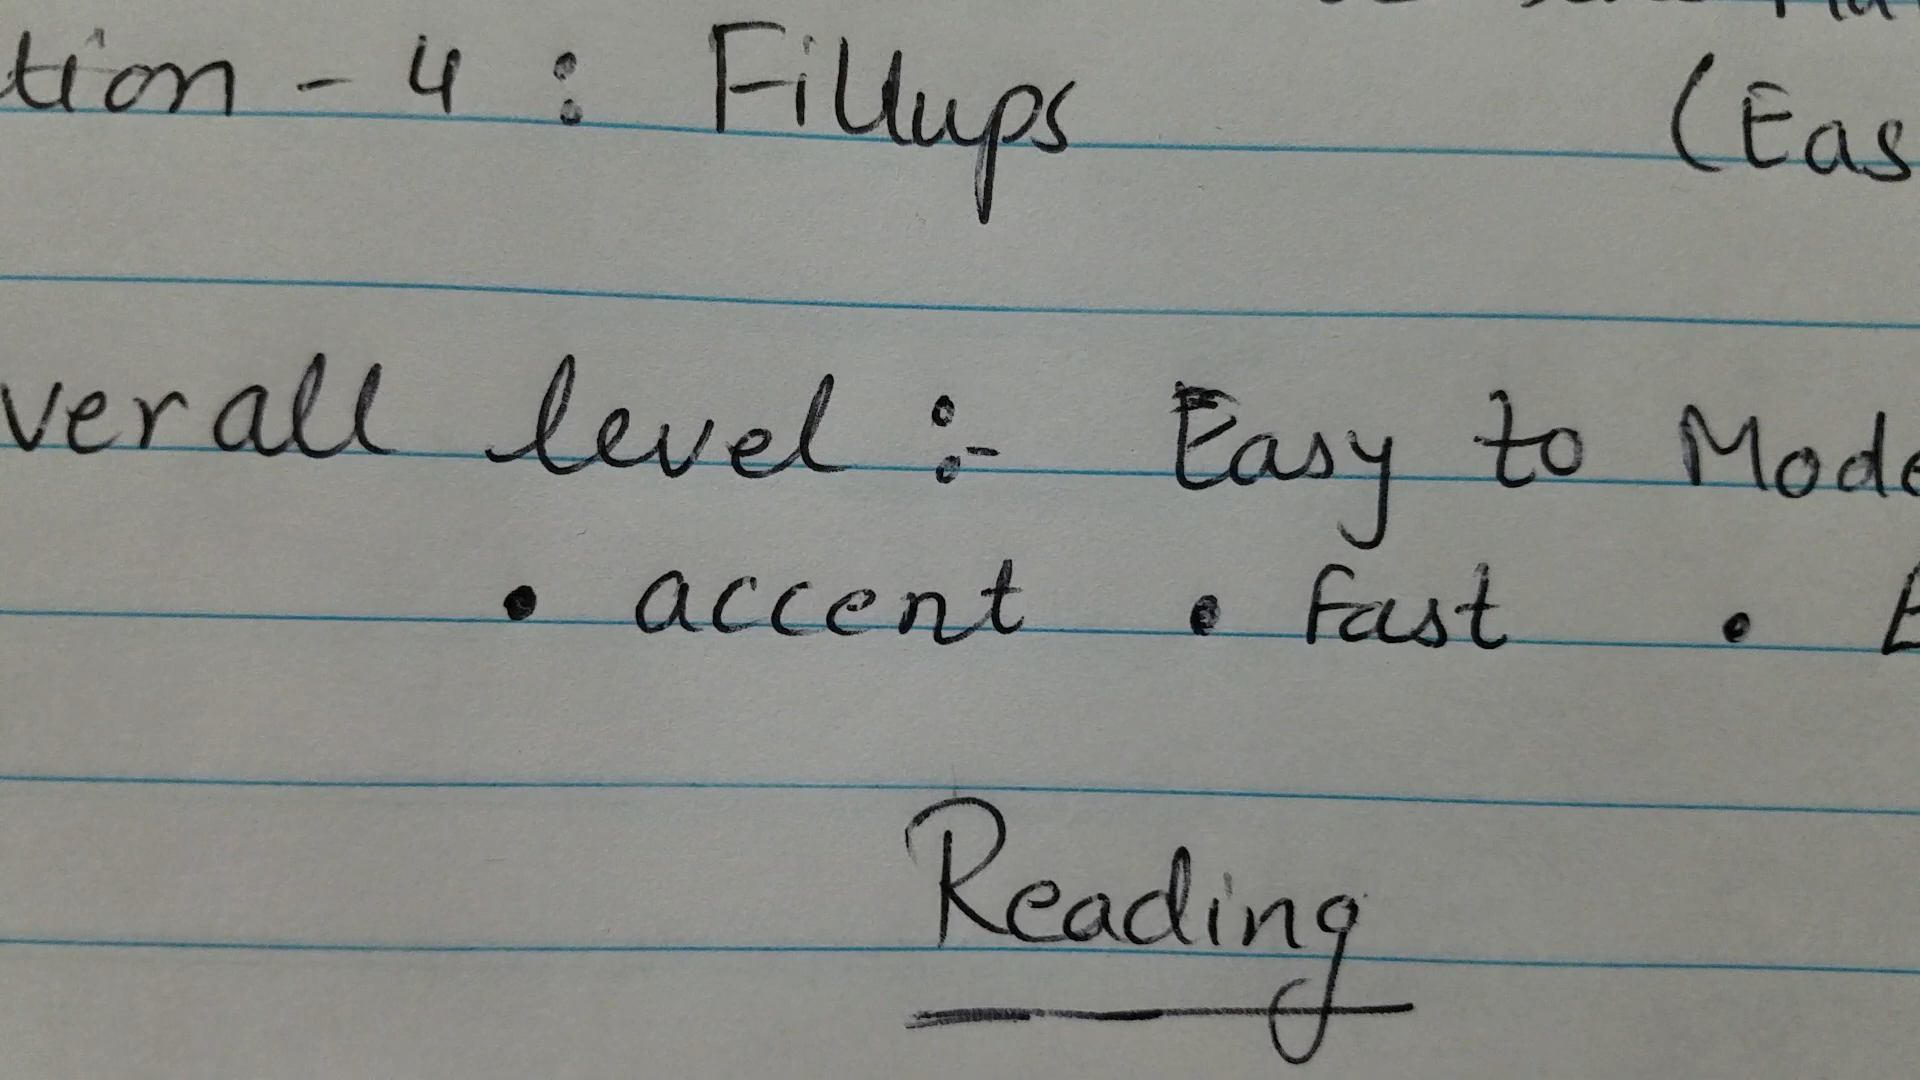 tion - 4 : Fillups (Eas
verall level :- Easy to Mode
• accent • Fast • E
Reading